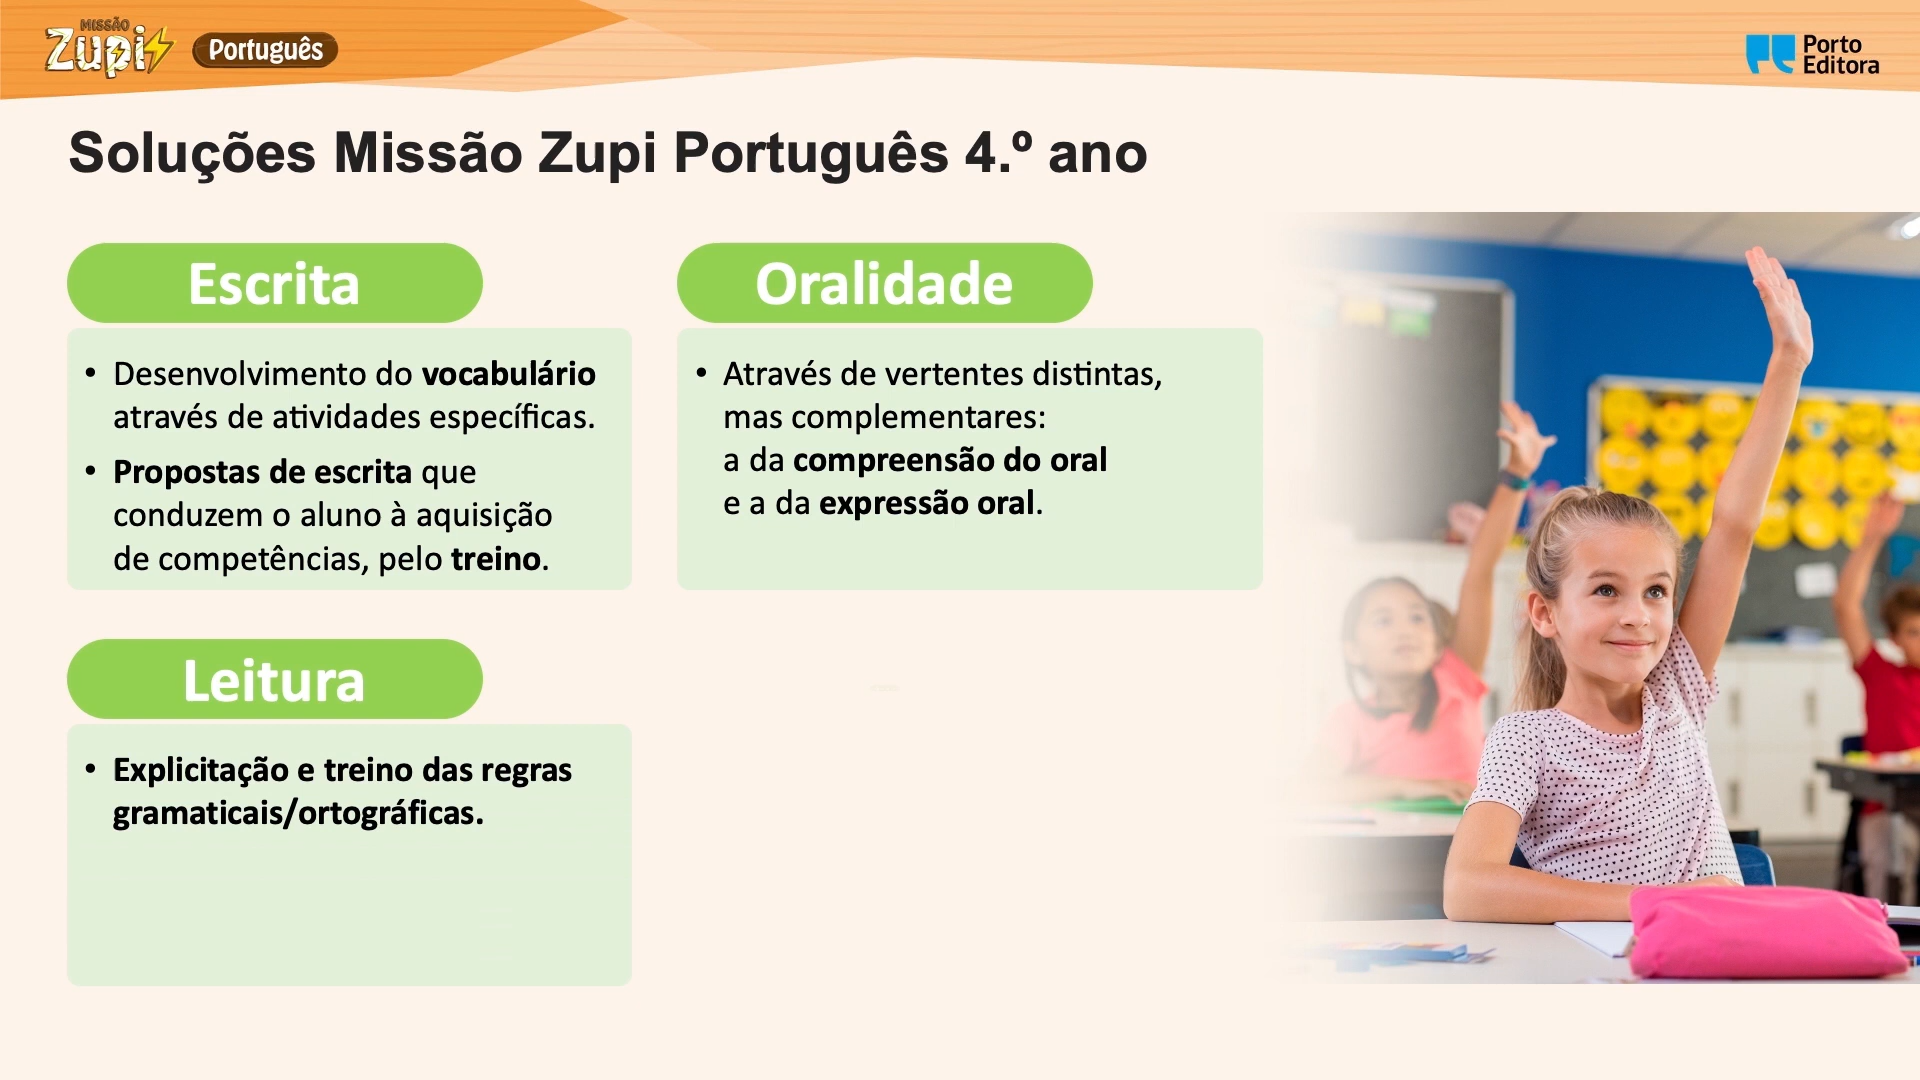 MISSÃO
Zupi
Português
Porto
Editora
Soluções Missão Zupi Português 4.º ano
Escrita
• Desenvolvimento do vocabulário
através de atividades específicas.
• Propostas de escrita que
conduzem o aluno à aquisição
de competências, pelo treino.
Oralidade
• Através de vertentes distintas,
mas complementares:
a da compreensão do oral
e a da expressão oral.
Leitura
• Explicitação e treino das regras
gramaticais/ortográficas.